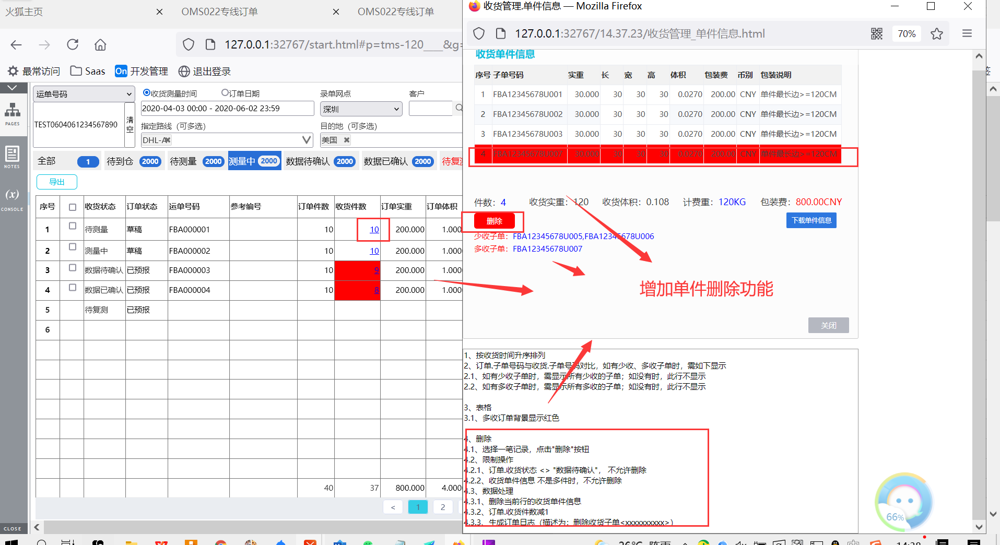 火狐主页
OMS022专线订单
OMS022专线订单
127.0.0.1:32767/start.html#p=tms-120____&g=
最常访问
Saas
On 开发管理
退出登录
PAGES
NOTES
(x)
CONSOLE
CLOSE
运单号码
收货测量时间
订单日期
录单网点
客户
2020-04-03 00:00 - 2020-06-02 23:59
深圳
TEST0604061234567890
清空
指定路线（可多选）
目的地（可多选）
DHL-A
美国
全部 1
待到仓 2000
待测量 2000
测量中 2000
数据待确认 2000
数据已确认 2000
待复
导出
序号 收货状态 订单状态 运单号码 参考编号 订单件数 收货件数 订单实重 订单体积
1 待测量 草稿 FBA000001 10 10 200.000 1.000
2 测量中 草稿 FBA000002 10 10 200.000 1.000
3 数据待确认 已预报 FBA000003 10 9 200.000 1.000
4 数据已确认 已预报 FBA000004 10 8 200.000 1.000
5 待复测 已预报
6
40 37 800.000 4.000
< 1 2
收货管理.单件信息 — Mozilla Firefox
127.0.0.1:32767/14.37.23/收货管理_单件信息.html
70%
收货单件信息
序号 子单号码 实重 长 宽 高 体积 包装费 币别 包装说明
1 FBA12345678U001 30.000 30 30 30 0.0270 200.00 CNY 单件最长边>=120CM
2 FBA12345678U002 30.000 30 30 30 0.0270 200.00 CNY 单件最长边>=120CM
3 FBA12345678U003 30.000 30 30 30 0.0270 200.00 CNY 单件最长边>=120CM
4 FBA12345678U007 30.000 30 30 30 0.0270 200.00 CNY 单件最长边>=120CM
件数：4 收货实重：120 收货体积：0.108 计费重：120KG 包装费：800.00CNY
删除
下载单件信息
少收子单：FBA12345678U005,FBA12345678U006
多收子单：FBA12345678U007
增加单件删除功能
关闭
1、按收货时间升序排列
2、订单.子单号码与收货.子单号码对比，如有少收、多收子单时，需如下显示
2.1、如有少收子单时，需显示所有少收的子单；如没有时，此行不显示
2.2、如有多收子单时，需显示所有多收的子单；如没有时，此行不显示
3、表格
3.1、多收订单背景显示红色
4、删除
4.1、选择一笔记录，点击"删除"按钮
4.2、限制操作
4.2.1、订单.收货状态 <> "数据待确认"， 不允许删除
4.2.2、收货单件信息 不是多件时，不允许删除
4.3、数据处理
4.3.1、删除当前行的收货单件信息
4.3.2、订单.收货件数减1
4.3.3、生成订单日志（描述为：删除收货子单<xxxxxxxxxx>）
66%
26°C 阵雨
14:28